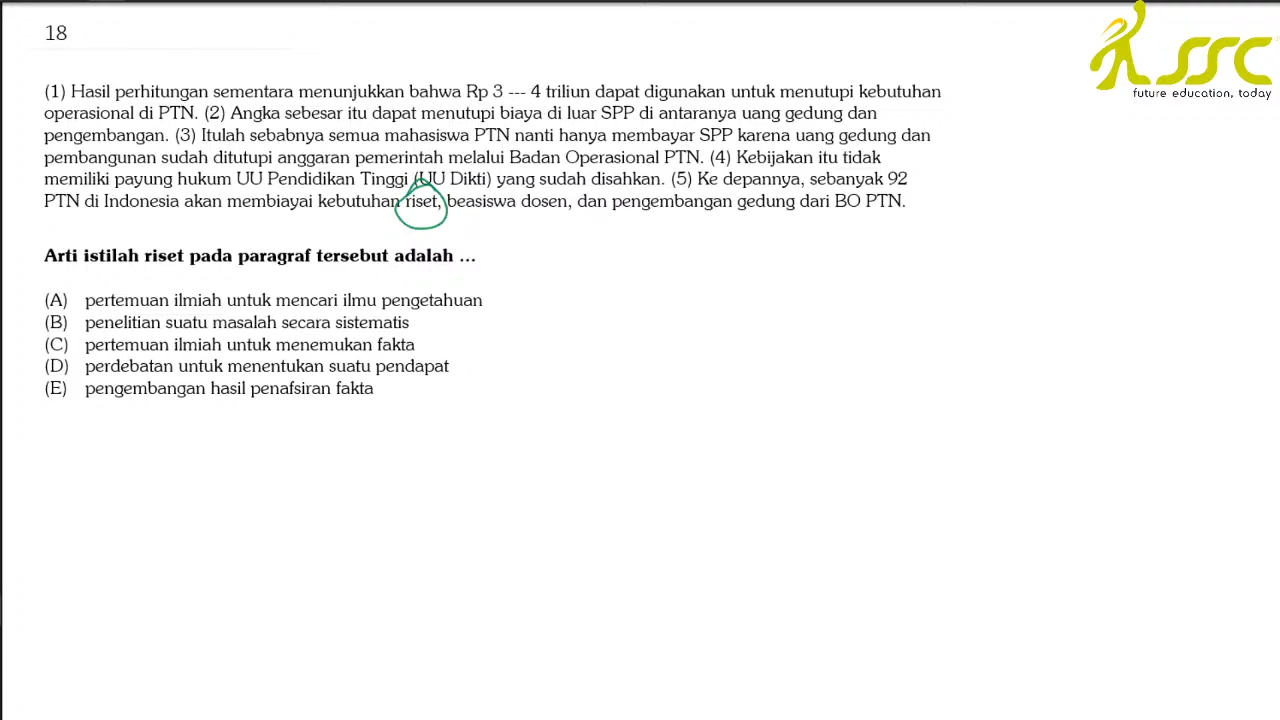 18
ssc
future education, today
(1) Hasil perhitungan sementara menunjukkan bahwa Rp 3 --- 4 triliun dapat digunakan untuk menutupi kebutuhan
operasional di PTN. (2) Angka sebesar itu dapat menutupi biaya di luar SPP di antaranya uang gedung dan
pengembangan. (3) Itulah sebabnya semua mahasiswa PTN nanti hanya membayar SPP karena uang gedung dan
pembangunan sudah ditutupi anggaran pemerintah melalui Badan Operasional PTN. (4) Kebijakan itu tidak
memiliki payung hukum UU Pendidikan Tinggi (UU Dikti) yang sudah disahkan. (5) Ke depannya, sebanyak 92
PTN di Indonesia akan membiayai kebutuhan riset, beasiswa dosen, dan pengembangan gedung dari BO PTN.
Arti istilah riset pada paragraf tersebut adalah ...
(A) pertemuan ilmiah untuk mencari ilmu pengetahuan
(B) penelitian suatu masalah secara sistematis
(C) pertemuan ilmiah untuk menemukan fakta
(D) perdebatan untuk menentukan suatu pendapat
(E) pengembangan hasil penafsiran fakta